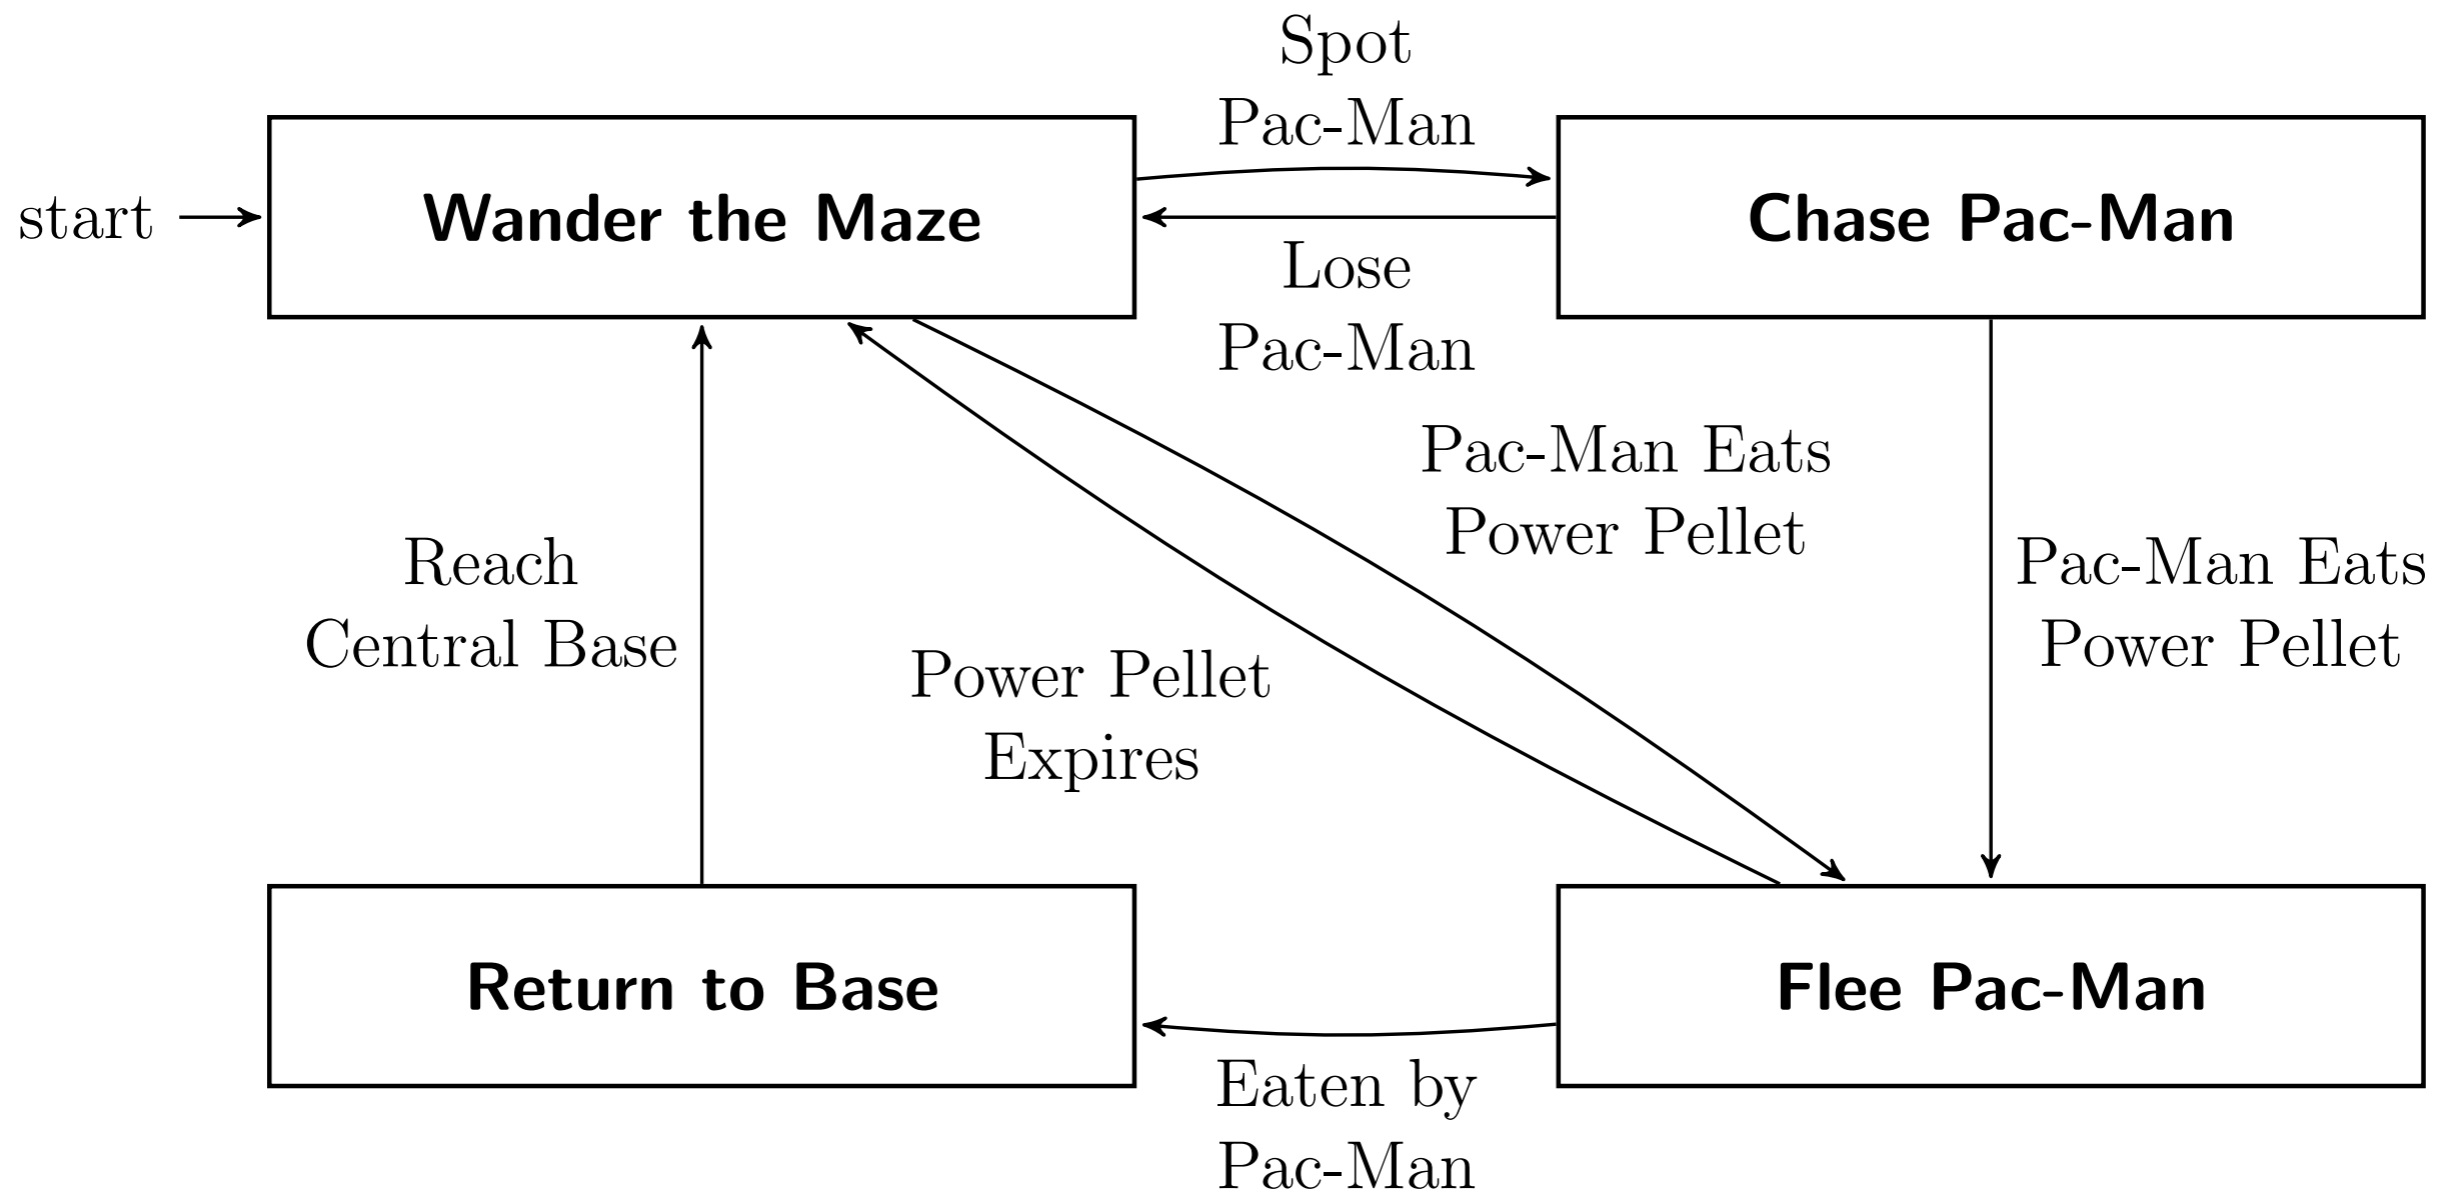 Spot
Pac-Man
start
Wander the Maze
Chase Pac-Man
Lose
Pac-Man
Pac-Man Eats
Power Pellet
Reach
Central Base
Pac-Man Eats
Power Pellet
Power Pellet
Expires
Return to Base
Flee Pac-Man
Eaten by
Pac-Man